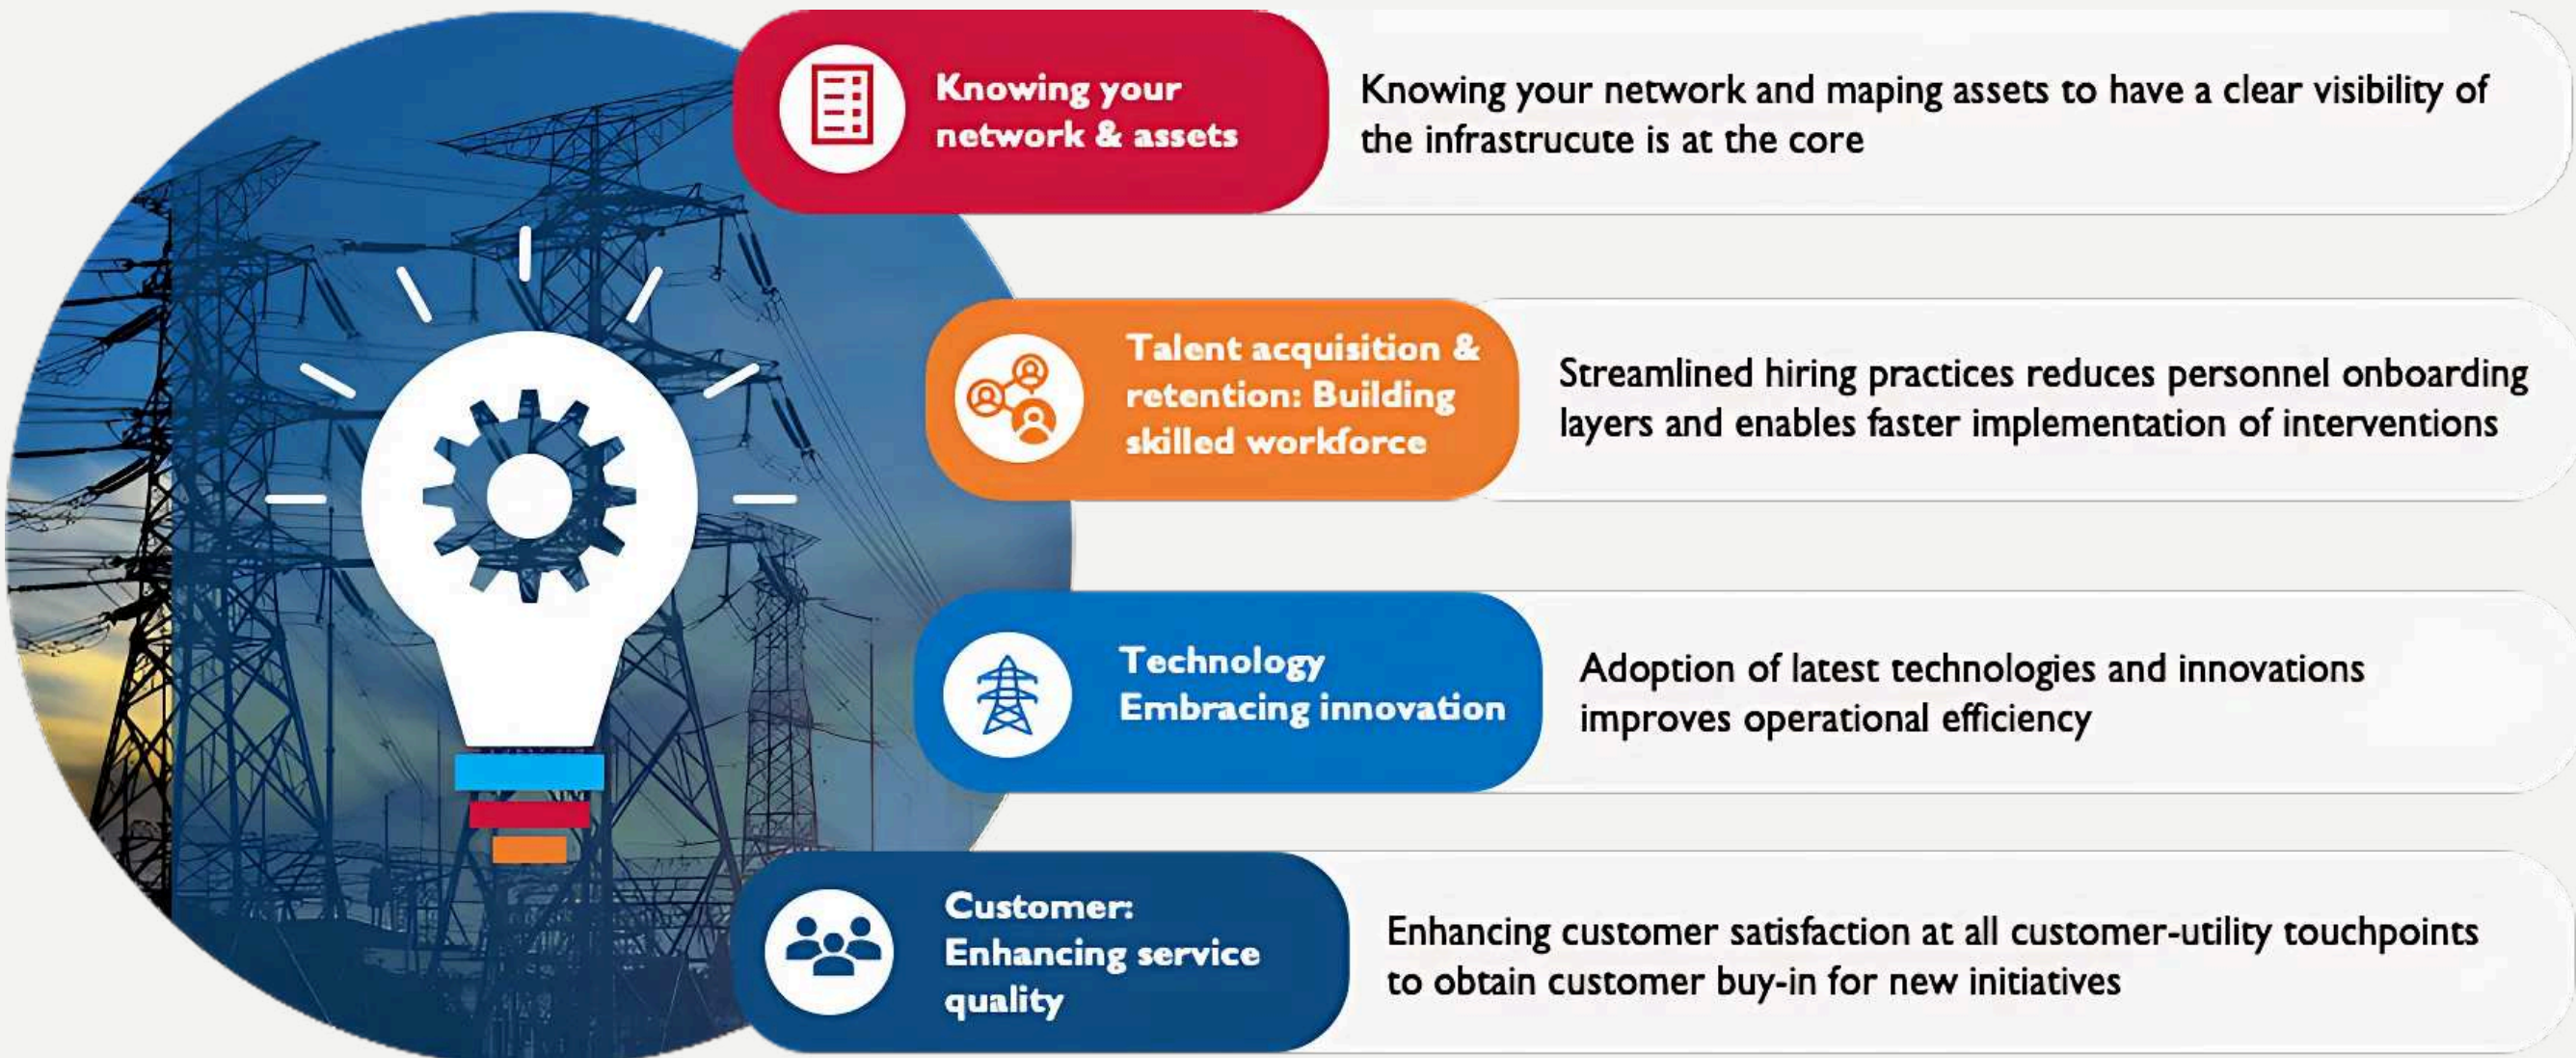 Knowing your
network & assets
Knowing your network and maping assets to have a clear visibility of
the infrastrucute is at the core
Talent acquisition &
retention: Building
skilled workforce
Streamlined hiring practices reduces personnel onboarding
layers and enables faster implementation of interventions
Technology
Embracing innovation
Adoption of latest technologies and innovations
improves operational efficiency
Customer:
Enhancing service
quality
Enhancing customer satisfaction at all customer-utility touchpoints
to obtain customer buy-in for new initiatives